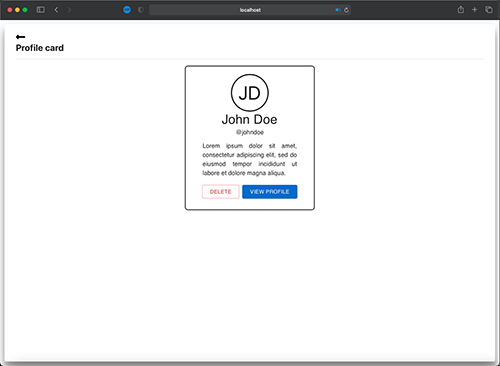 localhost
Profile card
JD
John Doe
@johndoe
Lorem ipsum dolor sit amet,
consectetur adipiscing elit, sed do
eiusmod tempor incididunt ut
labore et dolore magna aliqua.
DELETE
VIEW PROFILE